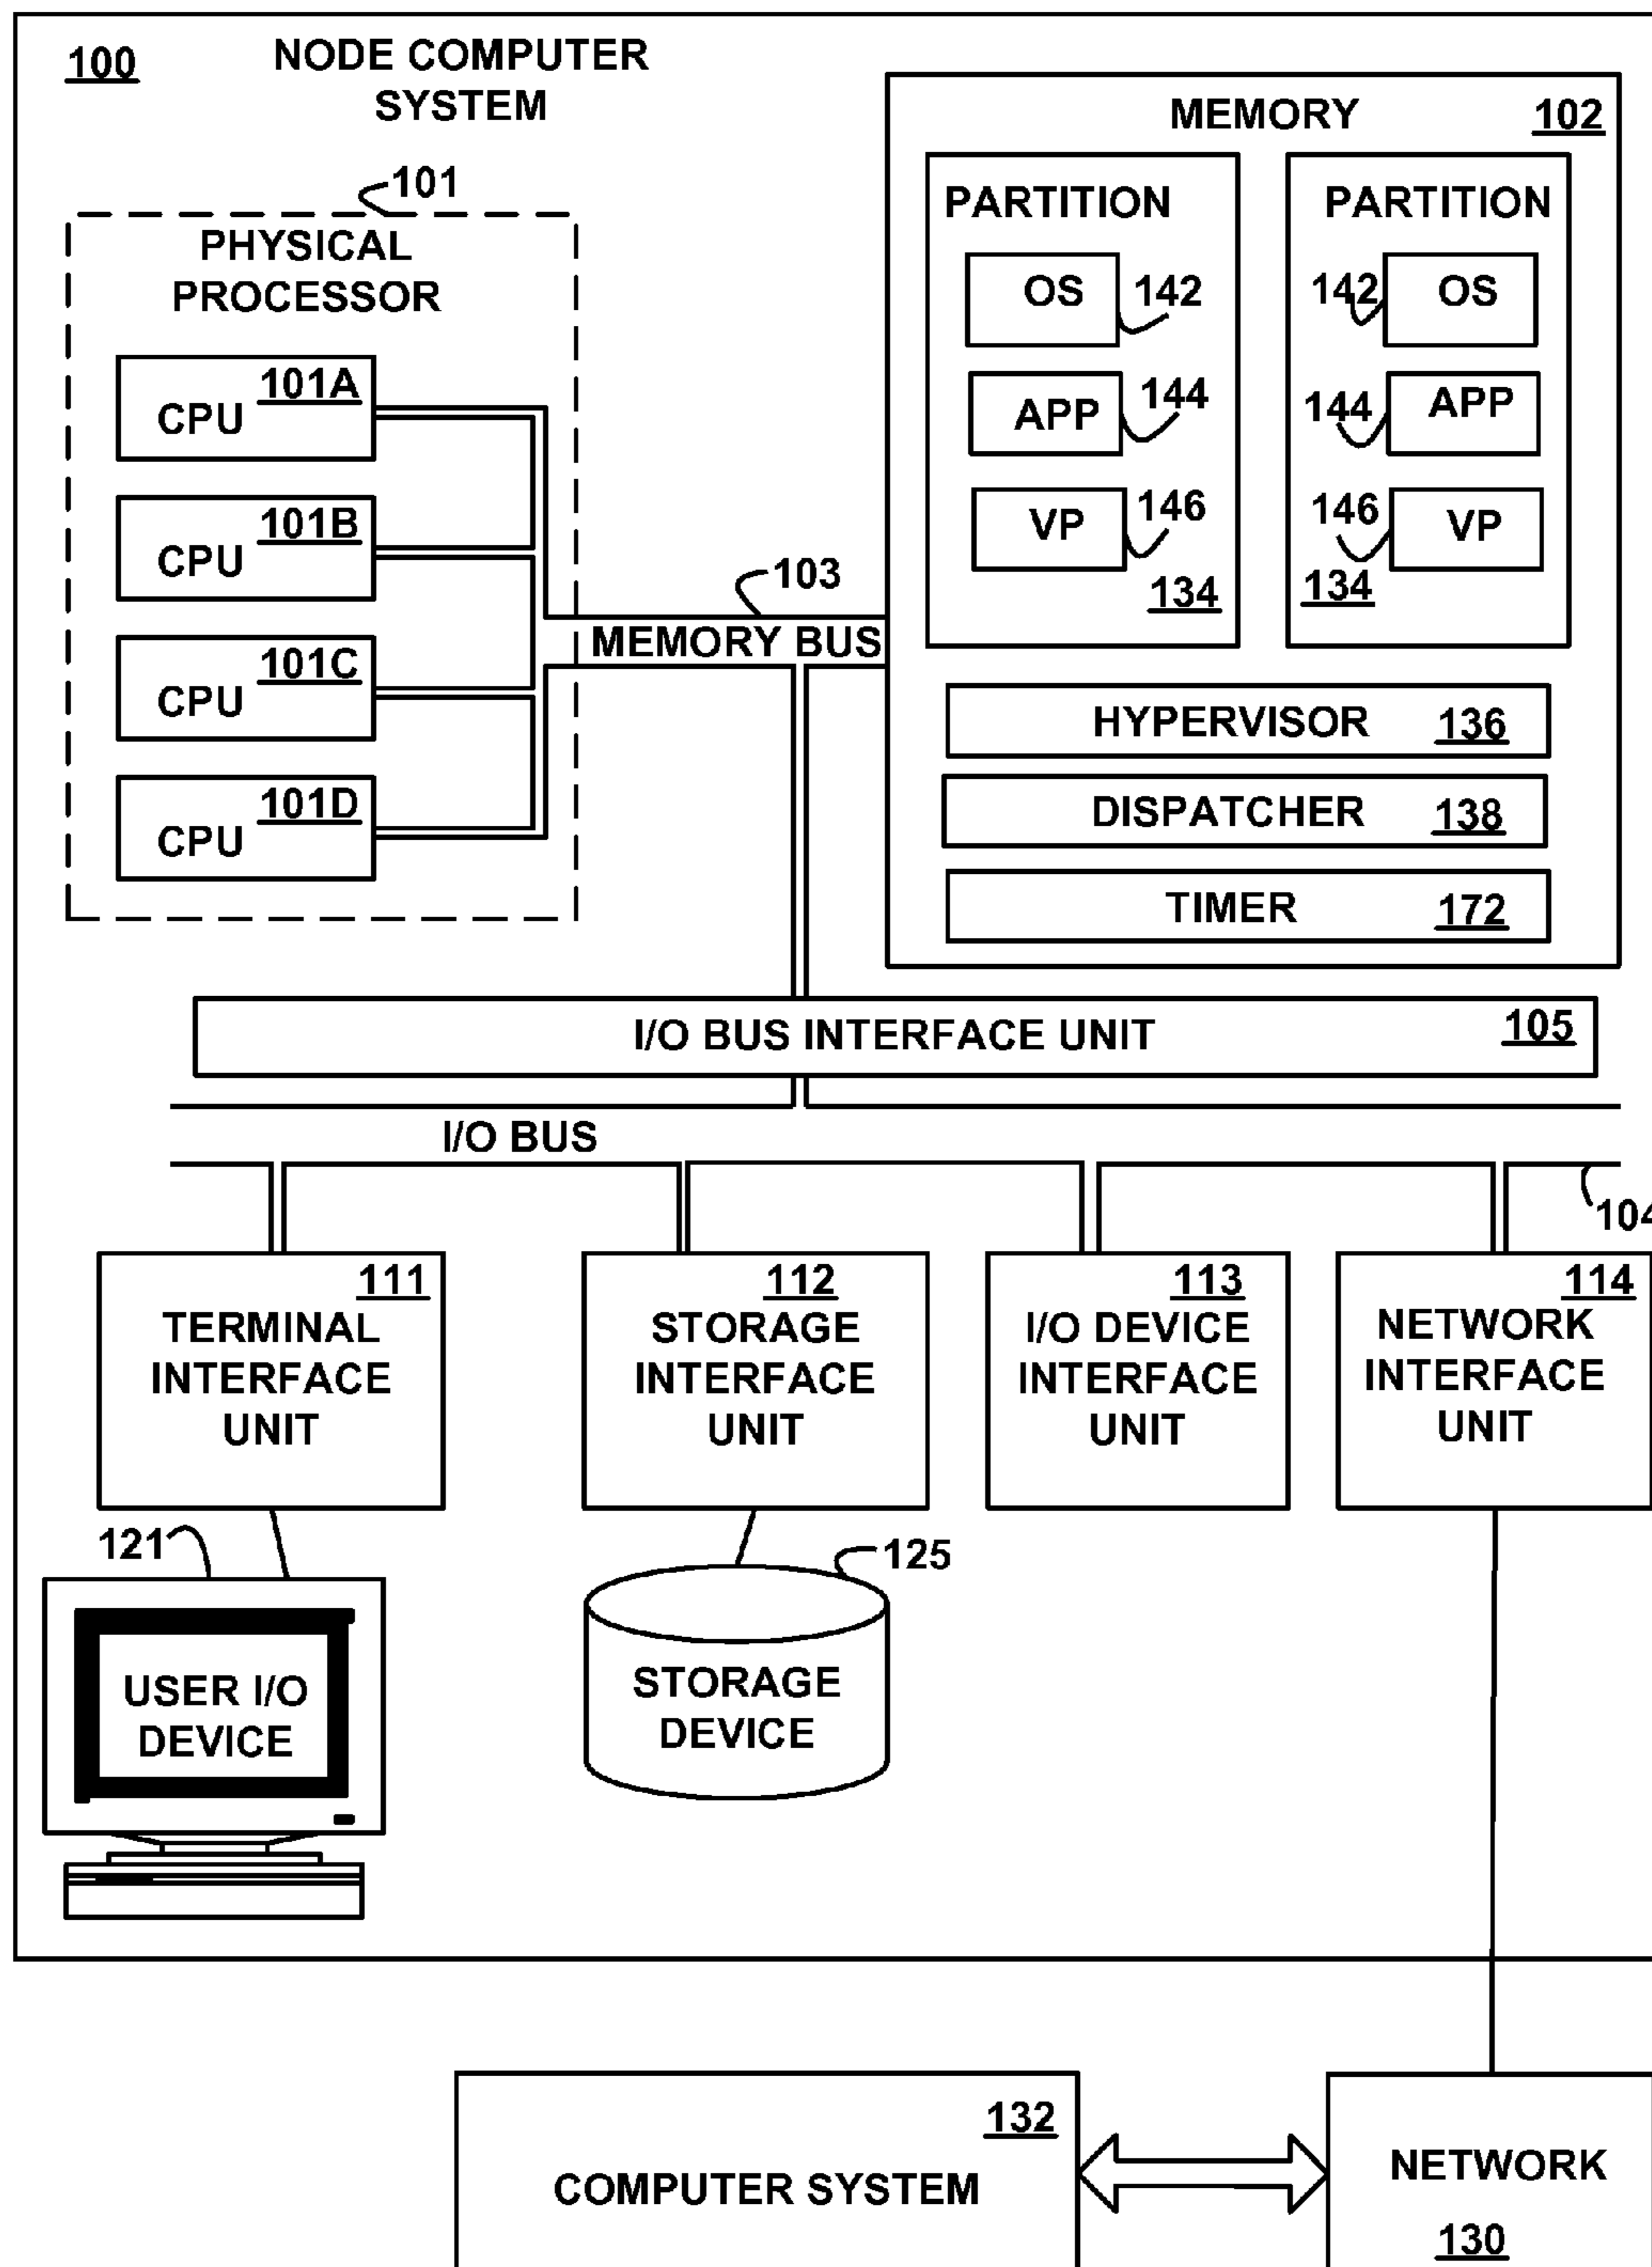 100
NODE COMPUTER
SYSTEM
101
PHYSICAL
PROCESSOR
101A
CPU
101B
CPU
101C
CPU
101D
CPU
103
MEMORY BUS
MEMORY
102
PARTITION
OS
142
APP
144
VP
146
134
PARTITION
142
OS
144
APP
146
VP
134
HYPERVISOR
136
DISPATCHER
138
TIMER
172
I/O BUS INTERFACE UNIT
105
I/O BUS
104
111
TERMINAL
INTERFACE
UNIT
112
STORAGE
INTERFACE
UNIT
113
I/O DEVICE
INTERFACE
UNIT
114
NETWORK
INTERFACE
UNIT
121
USER I/O
DEVICE
125
STORAGE
DEVICE
132
COMPUTER SYSTEM
NETWORK
130